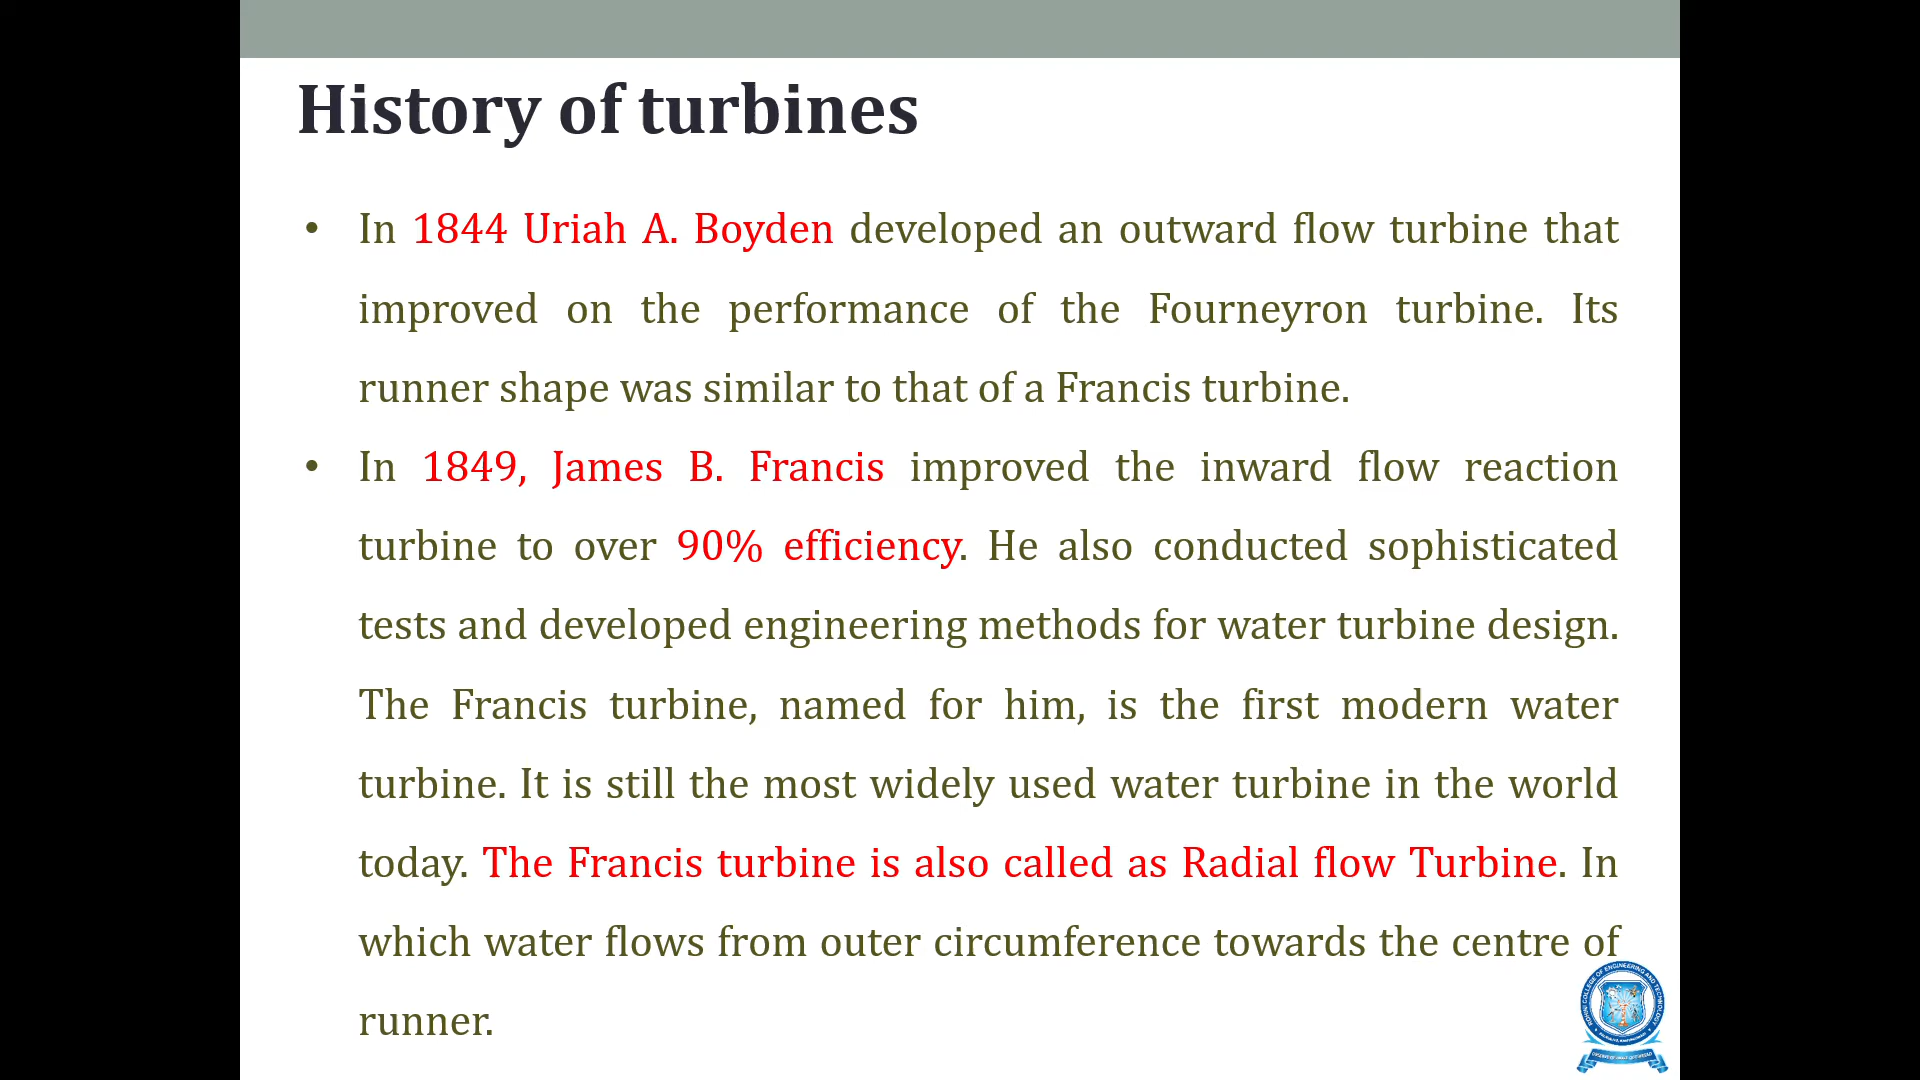 History of turbines
• In 1844 Uriah A. Boyden developed an outward flow turbine that
improved on the performance of the Fourneyron turbine. Its
runner shape was similar to that of a Francis turbine.
• In 1849, James B. Francis improved the inward flow reaction
turbine to over 90% efficiency. He also conducted sophisticated
tests and developed engineering methods for water turbine design.
The Francis turbine, named for him, is the first modern water
turbine. It is still the most widely used water turbine in the world
today. The Francis turbine is also called as Radial flow Turbine. In
which water flows from outer circumference towards the centre of
runner.
COLLEGE OF ENGINEERING AND TECHNOLOGY